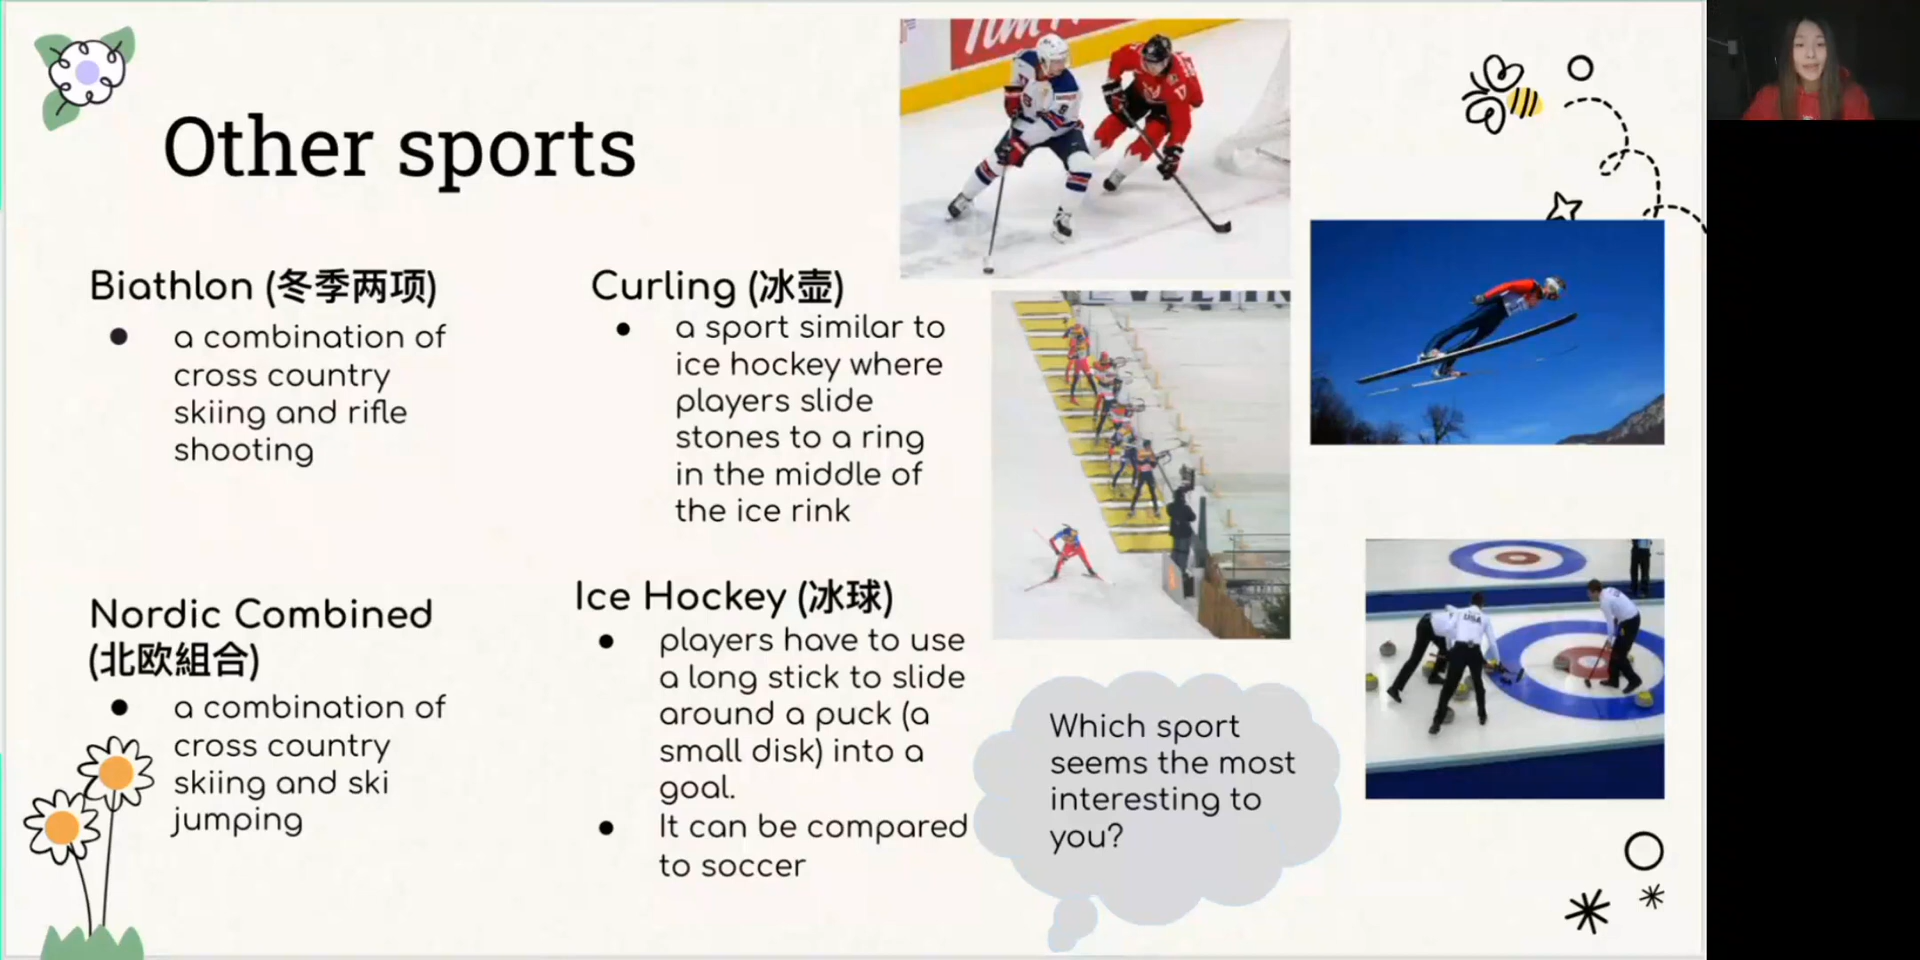 Other sports
Biathlon (冬季两项)
a combination of
cross country
skiing and rifle
shooting
Nordic Combined
(北欧組合)
a combination of
cross country
skiing and ski
jumping
Curling (冰壶)
a sport similar to
ice hockey where
players slide
stones to a ring
in the middle of
the ice rink
Ice Hockey (冰球)
players have to use
a long stick to slide
around a puck (a
small disk) into a
goal.
It can be compared
to soccer
Which sport
seems the most
interesting to
you?
17
USA